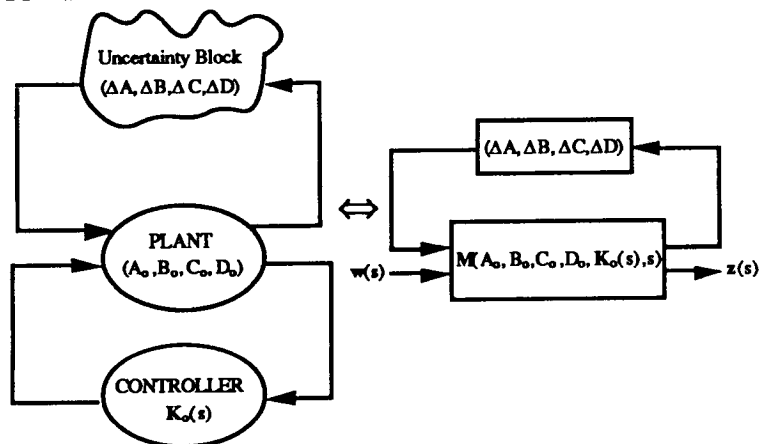 Uncertainty Block
(ΔA, ΔB, ΔC, ΔD)
PLANT
(Aₒ, Bₒ, Cₒ, Dₒ)
CONTROLLER
Kₒ(s)
⇔
(ΔA, ΔB, ΔC, ΔD)
w(s)
M(Aₒ, Bₒ, Cₒ, Dₒ, Kₒ(s), s)
z(s)